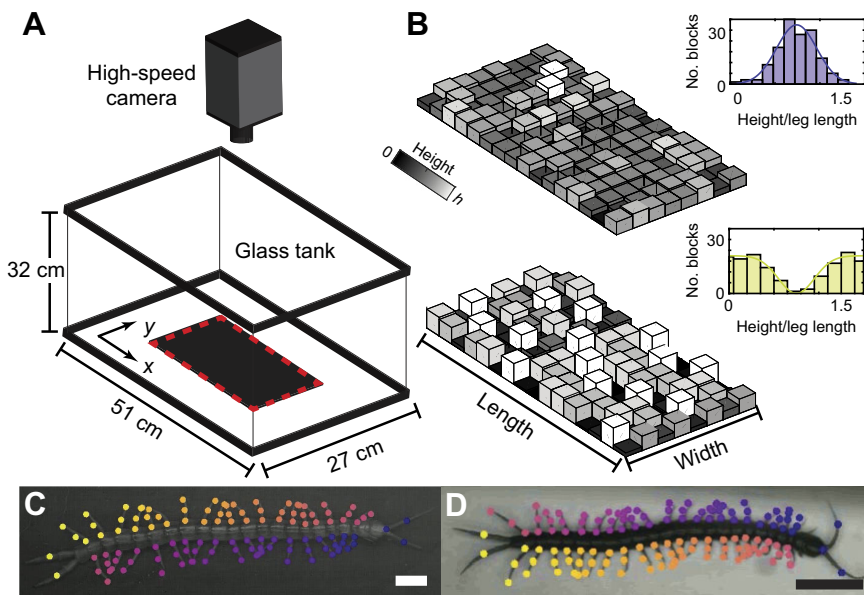 A
High-speed
camera
32 cm
Glass tank
y
x
51 cm
27 cm
B
0
Height
h
Length
Width
No. blocks
30
0
0
1.5
Height/leg length
No. blocks
30
0
0
1.5
Height/leg length
C
D